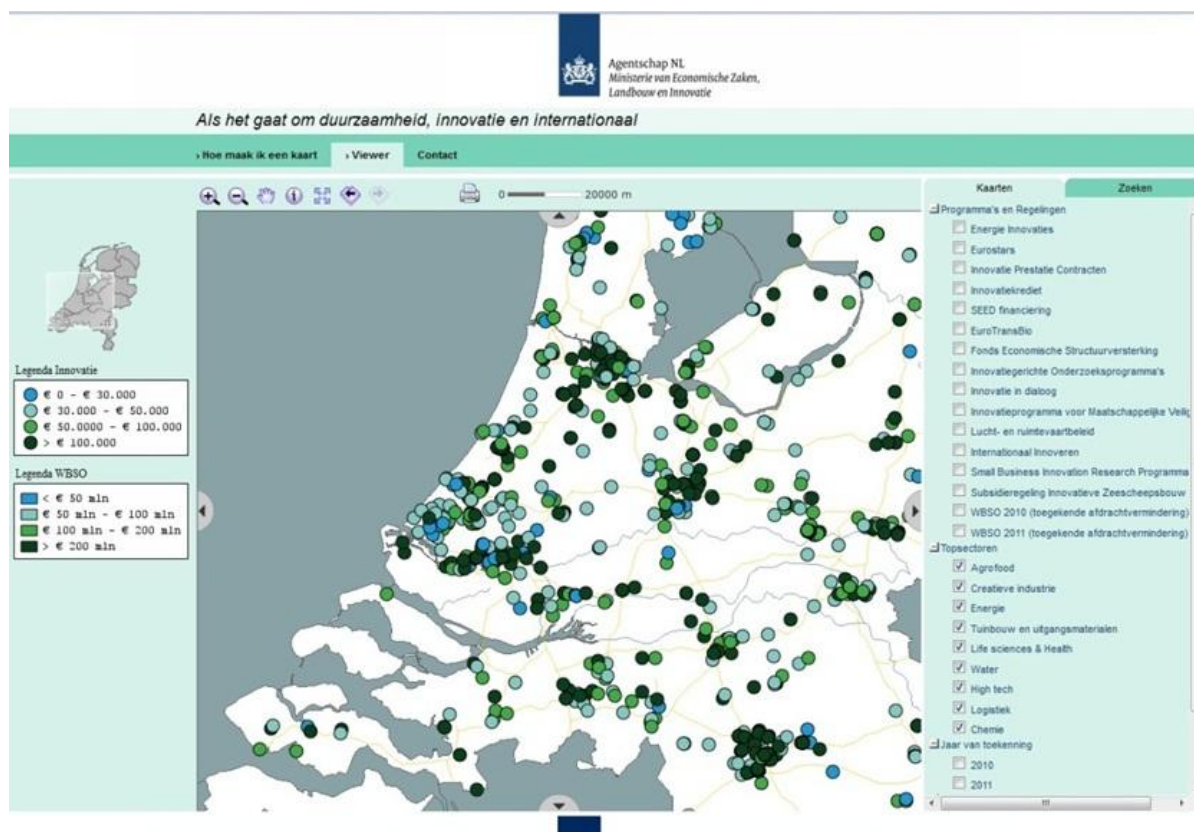 Agentschap NL
Ministerie van Economische Zaken,
Landbouw en Innovatie
Als het gaat om duurzaamheid, innovatie en internationaal
› Hoe maak ik een kaart
› Viewer
Contact
0
20000 m
Legenda Innovatie
€ 0 - € 30.000
€ 30.000 - € 50.000
€ 50.0000 - € 100.000
> € 100.000
Legenda WBSO
< € 50 mln
€ 50 mln - € 100 mln
€ 100 mln - € 200 mln
> € 200 mln
Kaarten
Zoeken
Programma's en Regelingen
Energie Innovaties
Eurostars
Innovatie Prestatie Contracten
Innovatiekrediet
SEED financiering
EuroTransBio
Fonds Economische Structuurversterking
Innovatiegerichte Onderzoeksprogramma's
Innovatie in dialoog
Innovatieprogramma voor Maatschappelijke Veilig
Lucht- en ruimtevaartbeleid
Internationaal Innoveren
Small Business Innovation Research Programma
Subsidieregeling Innovatieve Zeescheepsbouw
WBSO 2010 (toegekende afdrachtvermindering)
WBSO 2011 (toegekende afdrachtvermindering)
Topsectoren
Agrofood
Creatieve industrie
Energie
Tuinbouw en uitgangsmaterialen
Life sciences & Health
Water
High tech
Logistiek
Chemie
Jaar van toekenning
2010
2011